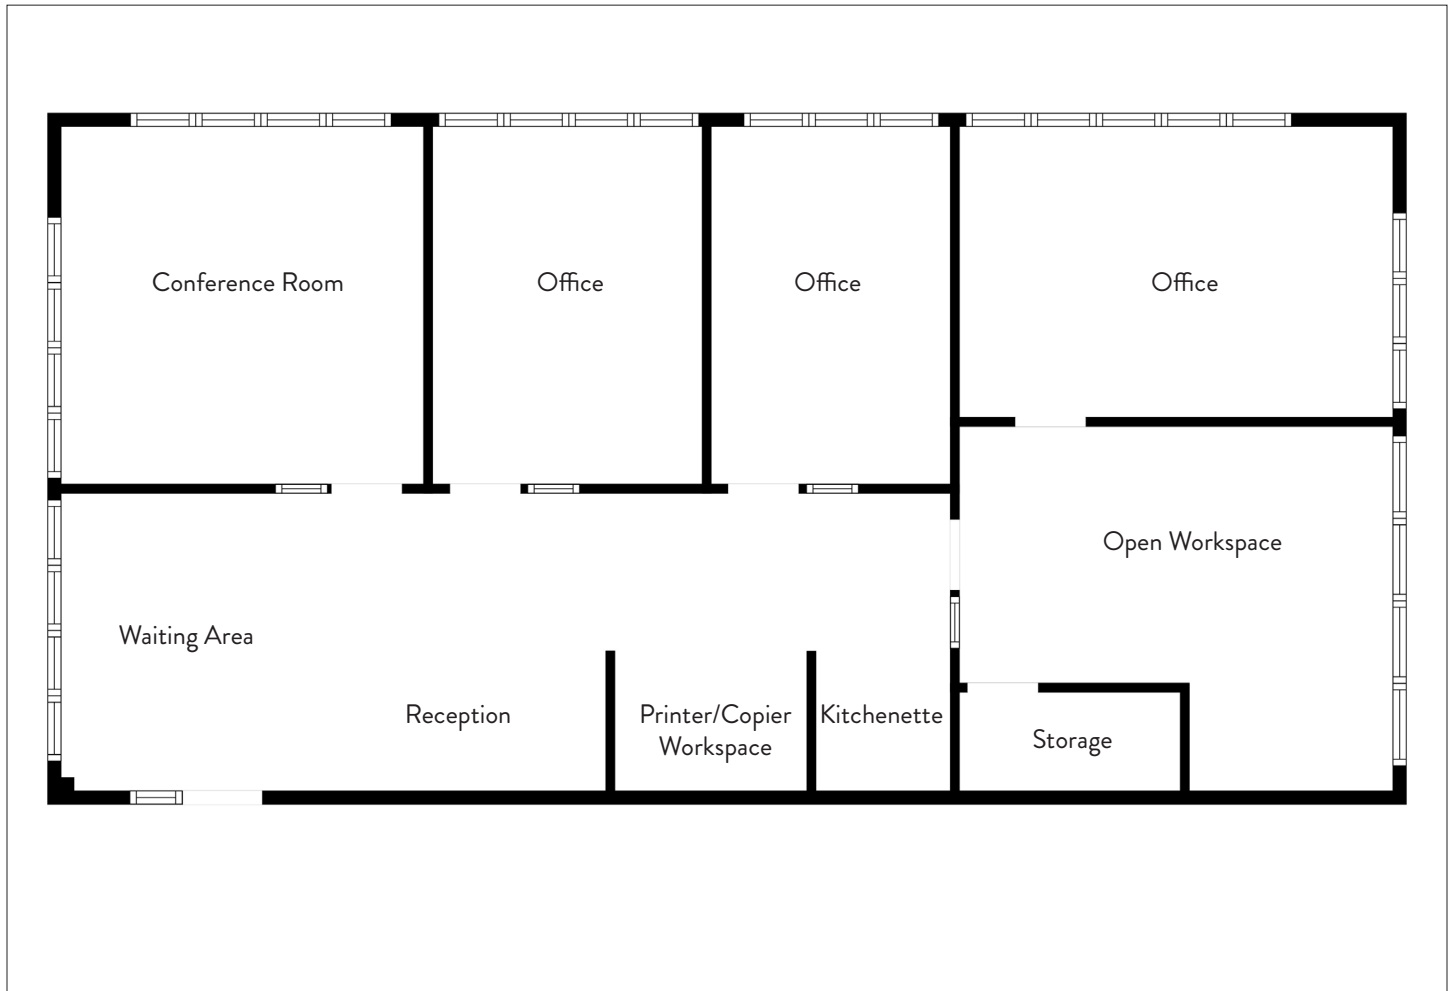 Conference Room
Office
Office
Office
Open Workspace
Waiting Area
Reception
Printer/Copier
Workspace
Kitchenette
Storage